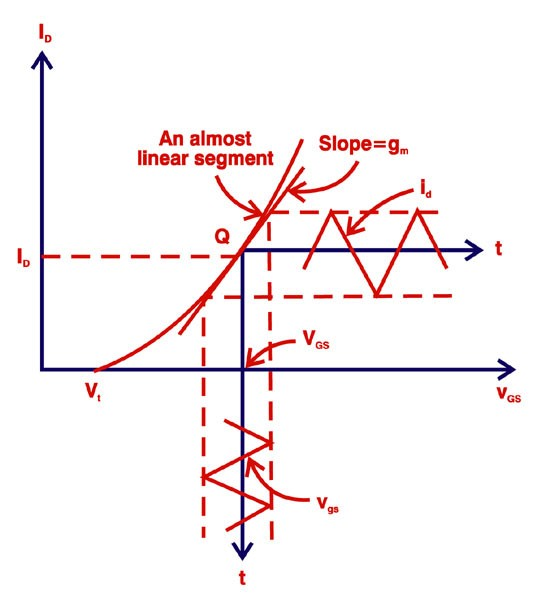 I_D
An almost
linear segment
Slope=g_m
i_d
Q
t
I_D
V_GS
V_t
v_GS
v_gs
t